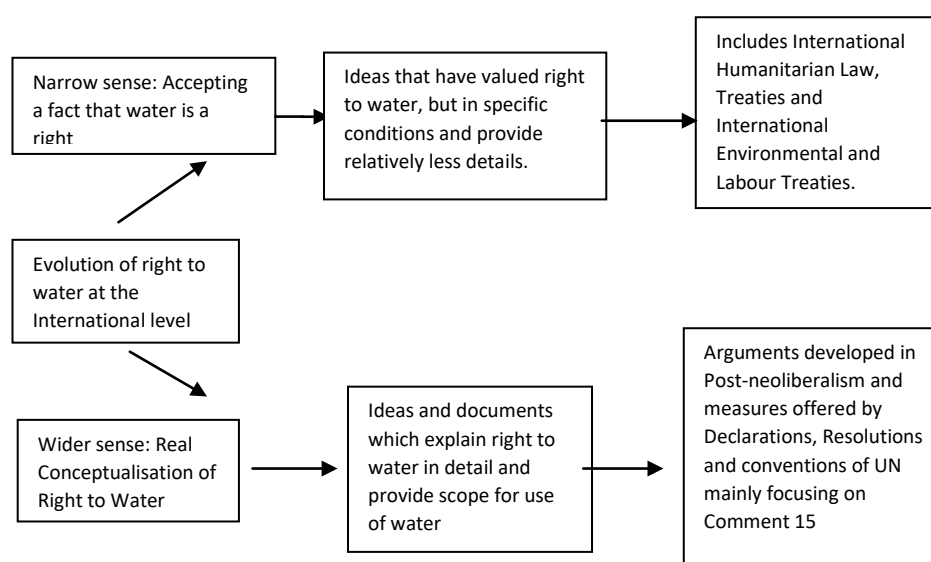 Narrow sense: Accepting
a fact that water is a
right
Ideas that have valued right
to water, but in specific
conditions and provide
relatively less details.
Includes International
Humanitarian Law,
Treaties and
International
Environmental and
Labour Treaties.
Evolution of right to
water at the
International level
Wider sense: Real
Conceptualisation of
Right to Water
Ideas and documents
which explain right to
water in detail and
provide scope for use
of water
Arguments developed in
Post-neoliberalism and
measures offered by
Declarations, Resolutions
and conventions of UN
mainly focusing on
Comment 15